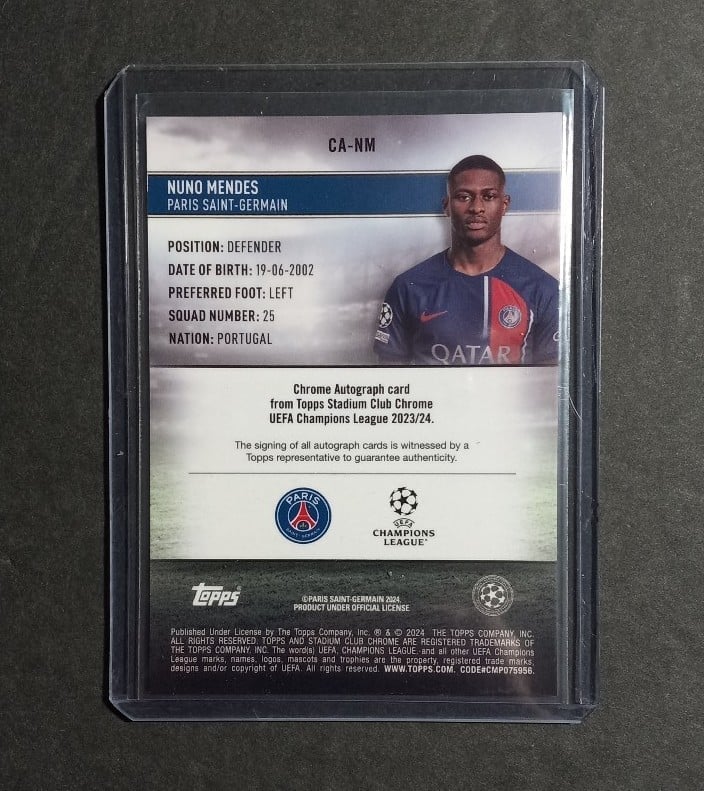 CA-NM
NUNO MENDES
PARIS SAINT-GERMAIN
POSITION: DEFENDER
DATE OF BIRTH: 19-06-2002
PREFERRED FOOT: LEFT
SQUAD NUMBER: 25
NATION: PORTUGAL
QATAR
Chrome Autograph card
from Topps Stadium Club Chrome
UEFA Champions League 2023/24.
The signing of all autograph cards is witnessed by a
Topps representative to guarantee authenticity.
PARIS
SAINT-GERMAIN
UEFA
CHAMPIONS
LEAGUE®
Topps®
©PARIS SAINT-GERMAIN 2024.
PRODUCT UNDER OFFICIAL LICENSE
Published Under License by The Topps Company, Inc. ® & © 2024 THE TOPPS COMPANY, INC.
ALL RIGHTS RESERVED. TOPPS AND STADIUM CLUB CHROME ARE REGISTERED TRADEMARKS OF
THE TOPPS COMPANY, INC. The word(s) UEFA, CHAMPIONS LEAGUE, and all other UEFA Champions
League marks, names, logos, mascots and trophies are the property, registered trade marks,
designs and/or copyright of UEFA. All rights reserved. WWW.TOPPS.COM. CODE#CMP075956.